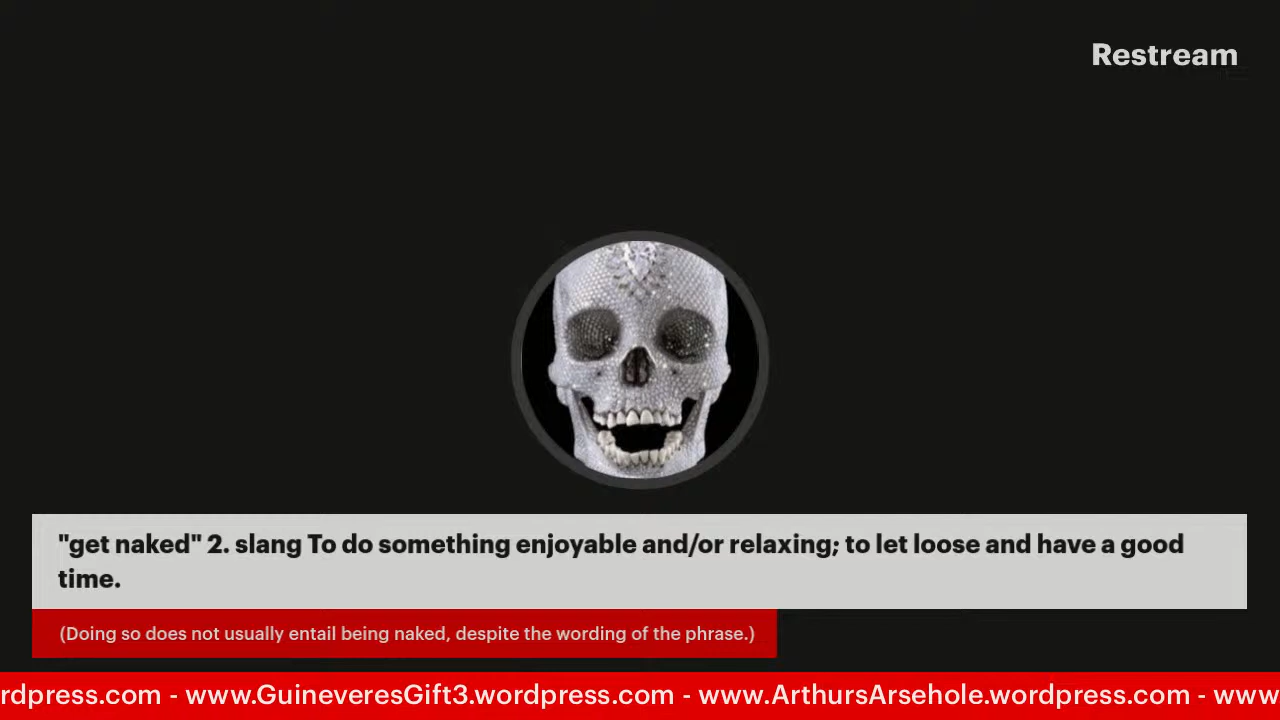 Restream
"get naked" 2. slang To do something enjoyable and/or relaxing; to let loose and have a good
time.
(Doing so does not usually entail being naked, despite the wording of the phrase.)
rdpress.com - www.GuineveresGift3.wordpress.com - www.ArthursArsehole.wordpress.com - www